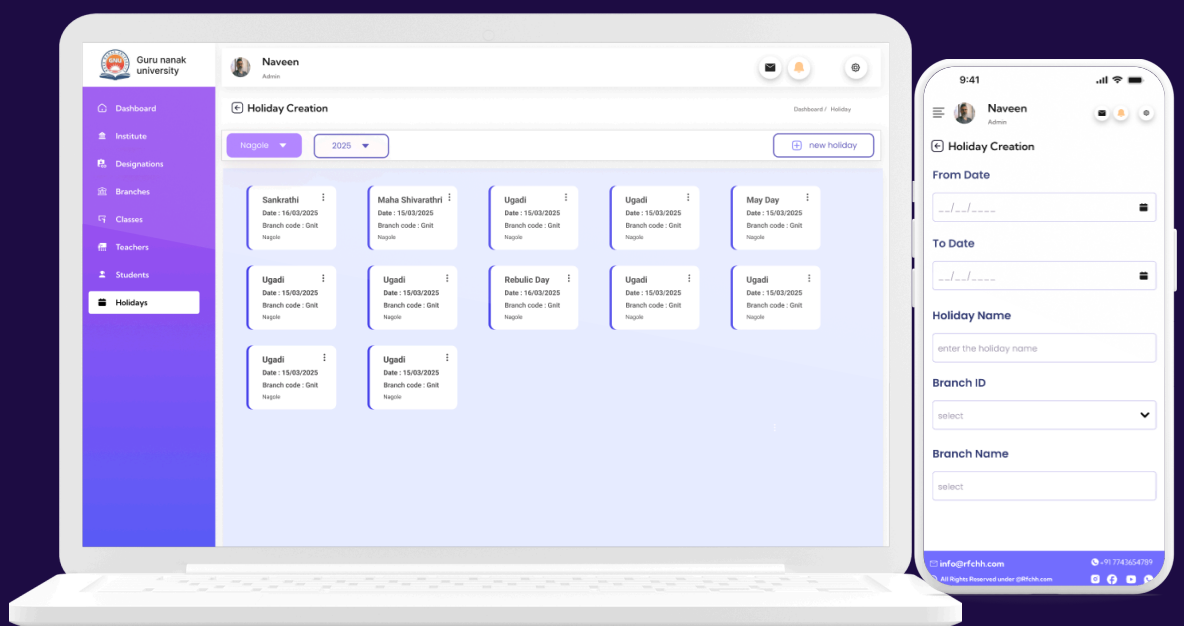 Guru nanak
university
Naveen
Admin
Dashboard
Institute
Designations
Branches
Classes
Teachers
Students
Holidays
Holiday Creation
Dashboard / Holiday
Nagole
2025
new holiday
Sankrathi
Date : 16/03/2025
Branch code : Gnit
Nagole
Maha Shivarathri
Date : 15/03/2025
Branch code : Gnit
Nagole
Ugadi
Date : 15/03/2025
Branch code : Gnit
Nagole
Ugadi
Date : 15/03/2025
Branch code : Gnit
Nagole
May Day
Date : 15/03/2025
Branch code : Gnit
Nagole
Ugadi
Date : 15/03/2025
Branch code : Gnit
Nagole
Ugadi
Date : 15/03/2025
Branch code : Gnit
Nagole
Rebulic Day
Date : 16/03/2025
Branch code : Gnit
Nagole
Ugadi
Date : 15/03/2025
Branch code : Gnit
Nagole
Ugadi
Date : 15/03/2025
Branch code : Gnit
Nagole
Ugadi
Date : 15/03/2025
Branch code : Gnit
Nagole
Ugadi
Date : 15/03/2025
Branch code : Gnit
Nagole
9:41
Naveen
Admin
Holiday Creation
From Date
__/__/____
To Date
__/__/____
Holiday Name
enter the holiday name
Branch ID
select
Branch Name
select
info@rfchh.com
+91 7743654789
All Rights Reserved under @Rfchh.com